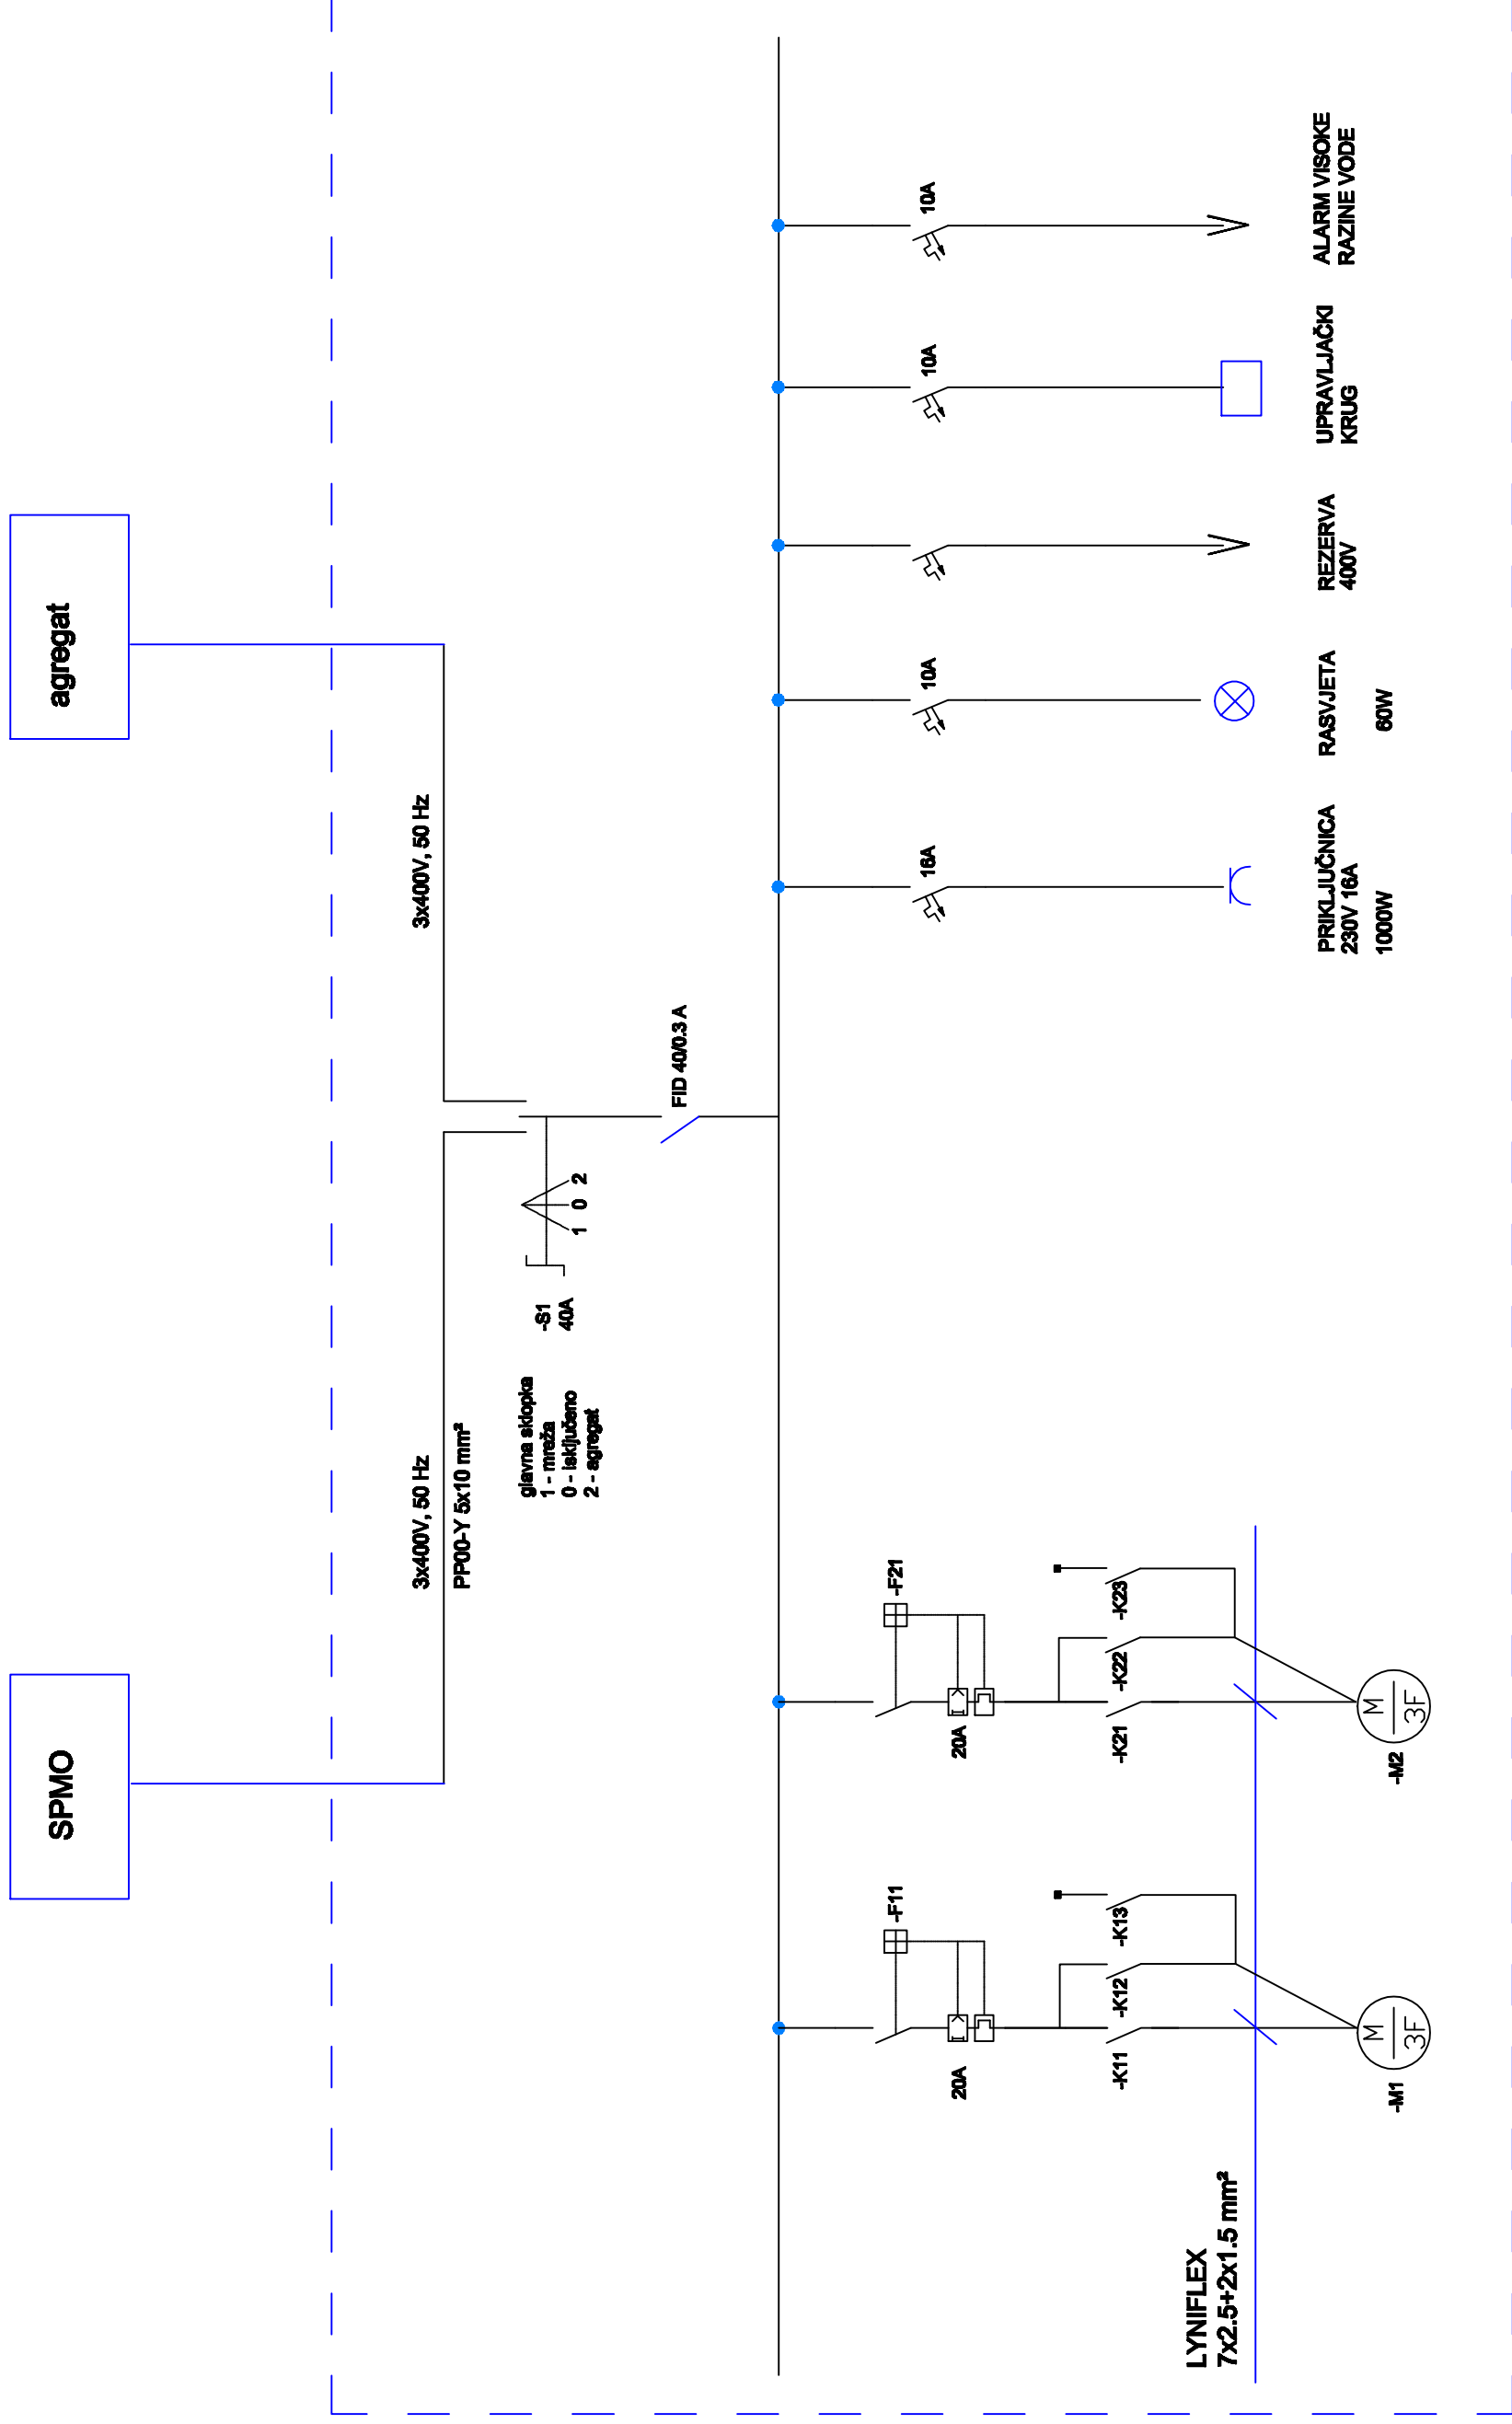 SPMO
agregat
3x400V, 50 Hz
PP00-Y 5x10 mm²
3x400V, 50 Hz
glavna sklopka
1 - mreža
0 - isključeno
2 - agregat
-S1
40A
1 0 2
FID 40/0.3 A
-F11
20A
-K11
-K12
-K13
-M1
M
3F
-F21
20A
-K21
-K22
-K23
-M2
M
3F
LYNIFLEX
7x2.5+2x1.5 mm²
16A
10A
10A
10A
PRIKLJUČNICA
230V 16A
1000W
RASVJETA
60W
REZERVA
400V
UPRAVLJAČKI
KRUG
ALARM VISOKE
RAZINE VODE